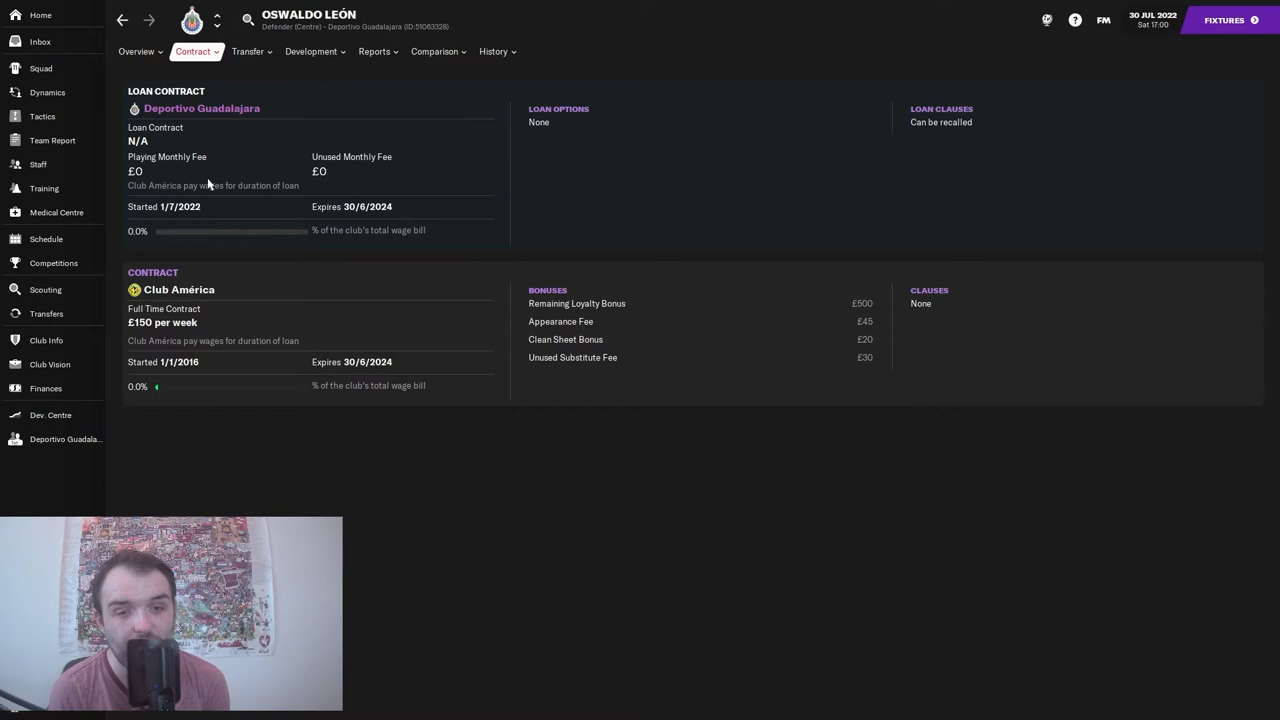 Home
Inbox
Squad
Dynamics
Tactics
Team Report
Staff
Training
Medical Centre
Schedule
Competitions
Scouting
Transfers
Club Info
Club Vision
Finances
Dev. Centre
Deportivo Guadala...
OSWALDO LEÓN
Defender (Centre) - Deportivo Guadalajara (ID:51063328)
FM
30 JUL 2022
Sat 17:00
FIXTURES
Overview
Contract
Transfer
Development
Reports
Comparison
History
LOAN CONTRACT
Deportivo Guadalajara
Loan Contract
N/A
Playing Monthly Fee
Unused Monthly Fee
£0
£0
Club América pay wages for duration of loan
Started 1/7/2022
Expires 30/6/2024
0.0%
% of the club's total wage bill
LOAN OPTIONS
None
LOAN CLAUSES
Can be recalled
CONTRACT
Club América
Full Time Contract
£150 per week
Club América pay wages for duration of loan
Started 1/1/2016
Expires 30/6/2024
0.0%
% of the club's total wage bill
BONUSES
Remaining Loyalty Bonus £500
Appearance Fee £45
Clean Sheet Bonus £20
Unused Substitute Fee £30
CLAUSES
None